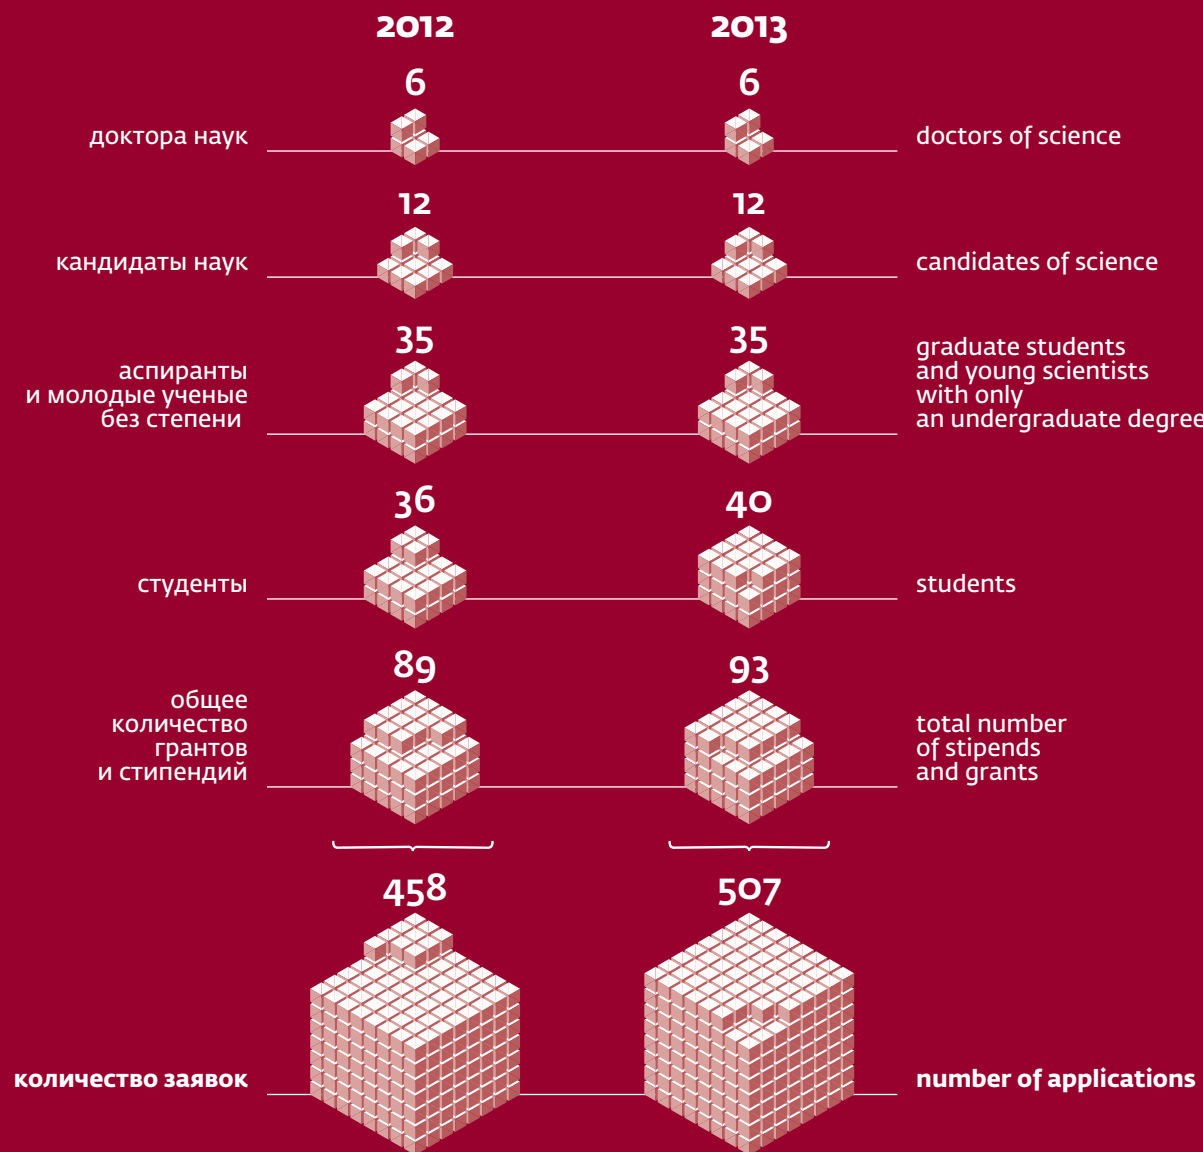 2012 2013
6 6
доктора наук doctors of science
12 12
кандидаты наук candidates of science
35 35
аспиранты
и молодые ученые
без степени
graduate students
and young scientists
with only
an undergraduate degree
36 40
студенты students
89 93
общее
количество
грантов
и стипендий
total number
of stipends
and grants
458 507
количество заявок number of applications